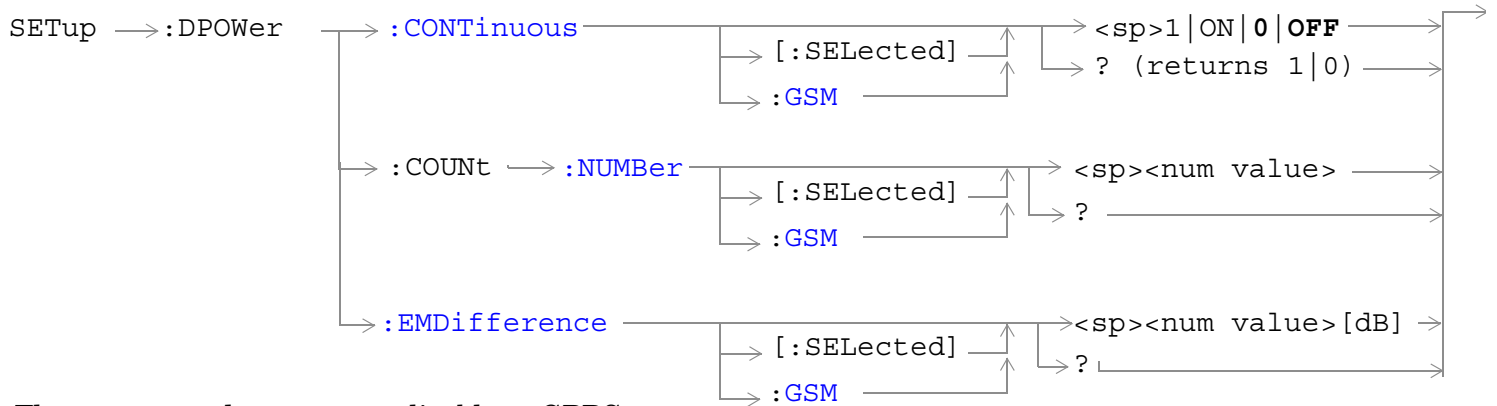 SETup :DPOWer :CONTinuous <sp>1|ON|0|OFF
[:SELected] ? (returns 1|0)
:GSM
:COUNt :NUMBer <sp><num value>
[:SELected] ?
:GSM
:EMDifference <sp><num value>[dB]
[:SELected] ?
:GSM